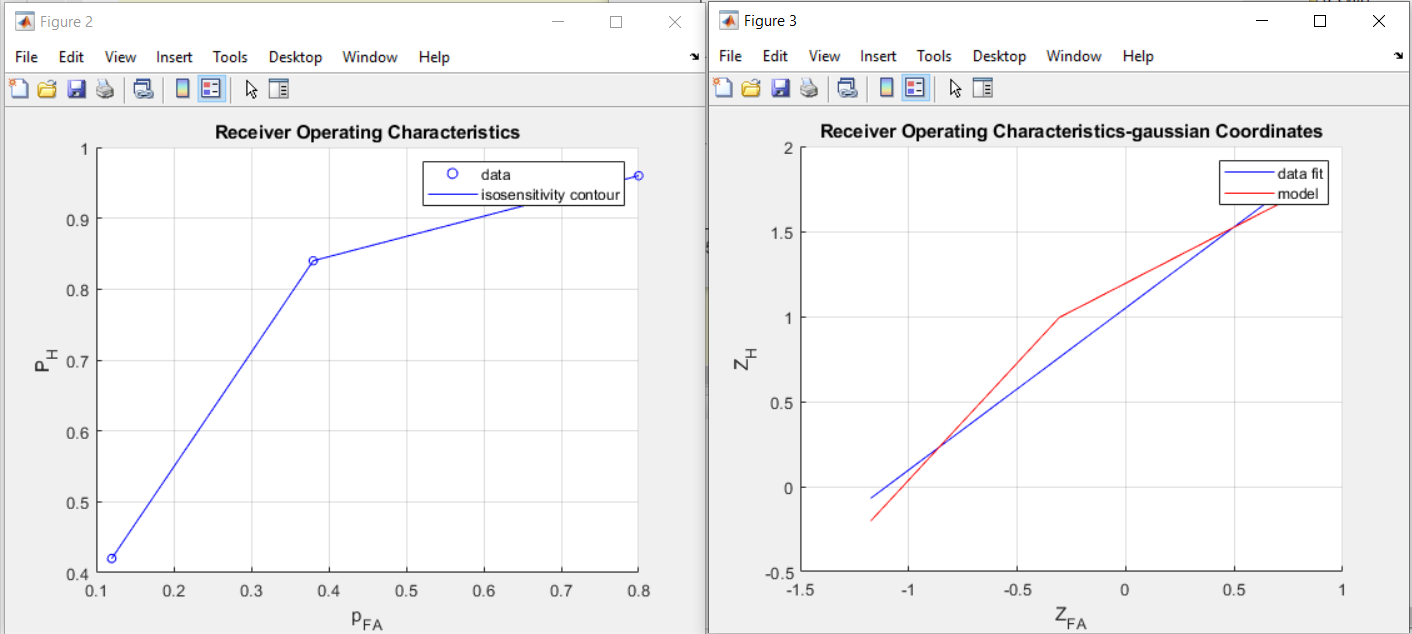 Figure 2
File Edit View Insert Tools Desktop Window Help
Receiver Operating Characteristics
data
isosensitivity contour
1
0.9
0.8
0.7
0.6
0.5
0.4
P_H
0.1 0.2 0.3 0.4 0.5 0.6 0.7 0.8
p_FA
Figure 3
File Edit View Insert Tools Desktop Window Help
Receiver Operating Characteristics-gaussian Coordinates
data fit
model
2
1.5
1
0.5
0
-0.5
Z_H
-1.5 -1 -0.5 0 0.5 1
Z_FA